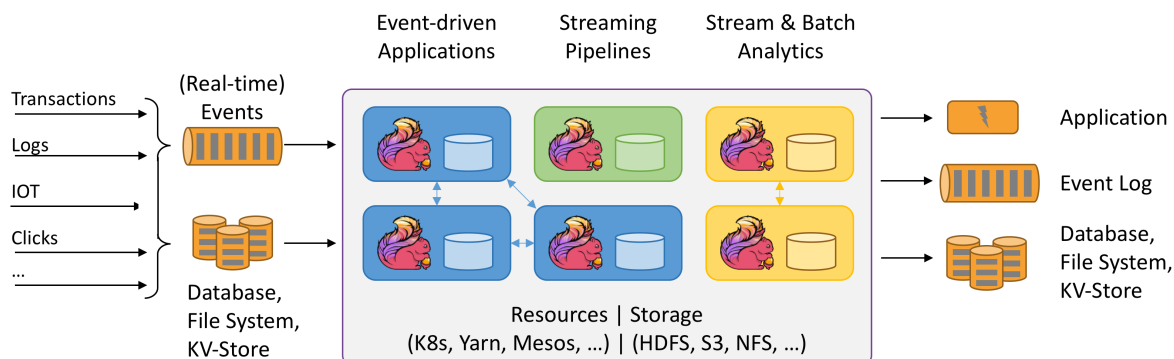 Event-driven
Applications
Streaming
Pipelines
Stream & Batch
Analytics
Transactions
Logs
IOT
Clicks
...
(Real-time)
Events
Database,
File System,
KV-Store
Resources | Storage
(K8s, Yarn, Mesos, ...) | (HDFS, S3, NFS, ...)
Application
Event Log
Database,
File System,
KV-Store